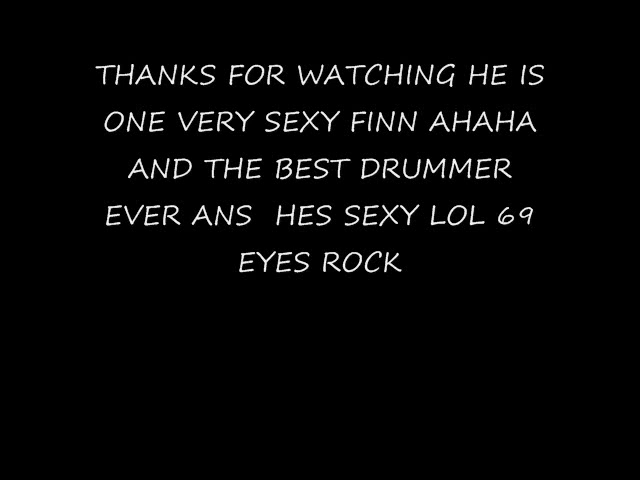 THANKS FOR WATCHING HE IS
ONE VERY SEXY FINN AHAHA
AND THE BEST DRUMMER
EVER ANS  HES SEXY LOL 69
EYES ROCK